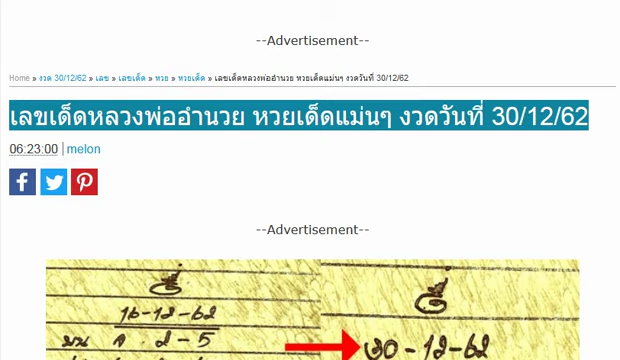 --Advertisement--
Home » งวด 30/12/62 » เลข » เลขเด็ด » หวย » หวยเด็ด » เลขเด็ดหลวงพ่ออำนวย หวยเด็ดแม่นๆ งวดวันที่ 30/12/62
เลขเด็ดหลวงพ่ออำนวย หวยเด็ดแม่นๆ งวดวันที่ 30/12/62
06:23:00 | melon
--Advertisement--
16-12-62
30-12-62
บน 2-5